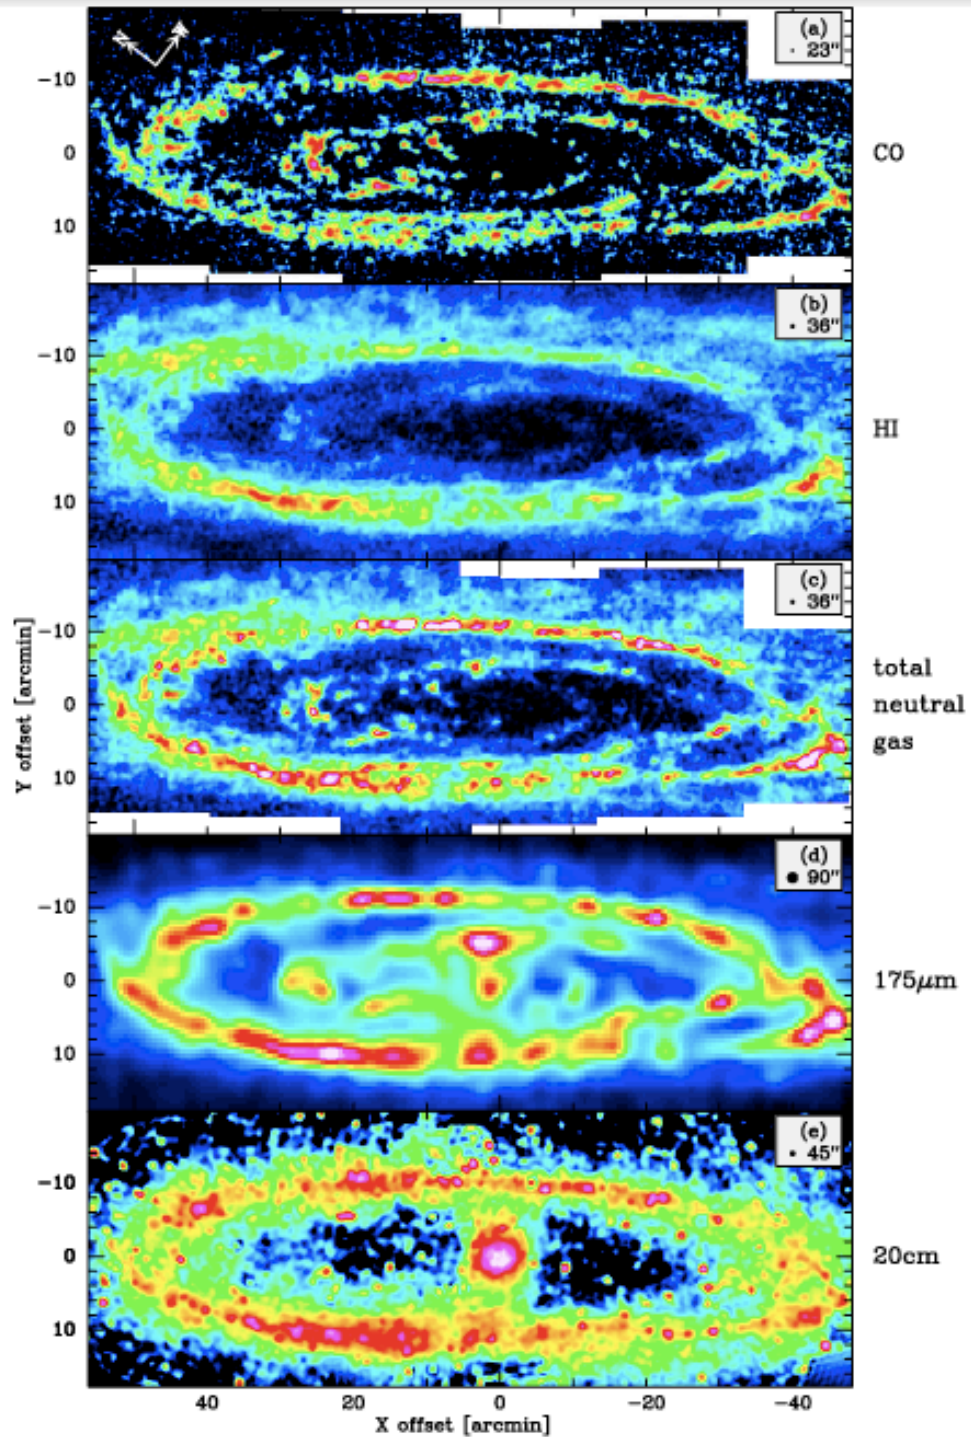 N
(a)
23"
-10
0
10
CO
(b)
36"
-10
0
10
HI
(c)
36"
-10
0
10
total
neutral
gas
Y offset [arcmin]
(d)
90"
-10
0
10
175μm
(e)
45"
-10
0
10
20cm
40 20 0 -20 -40
X offset [arcmin]